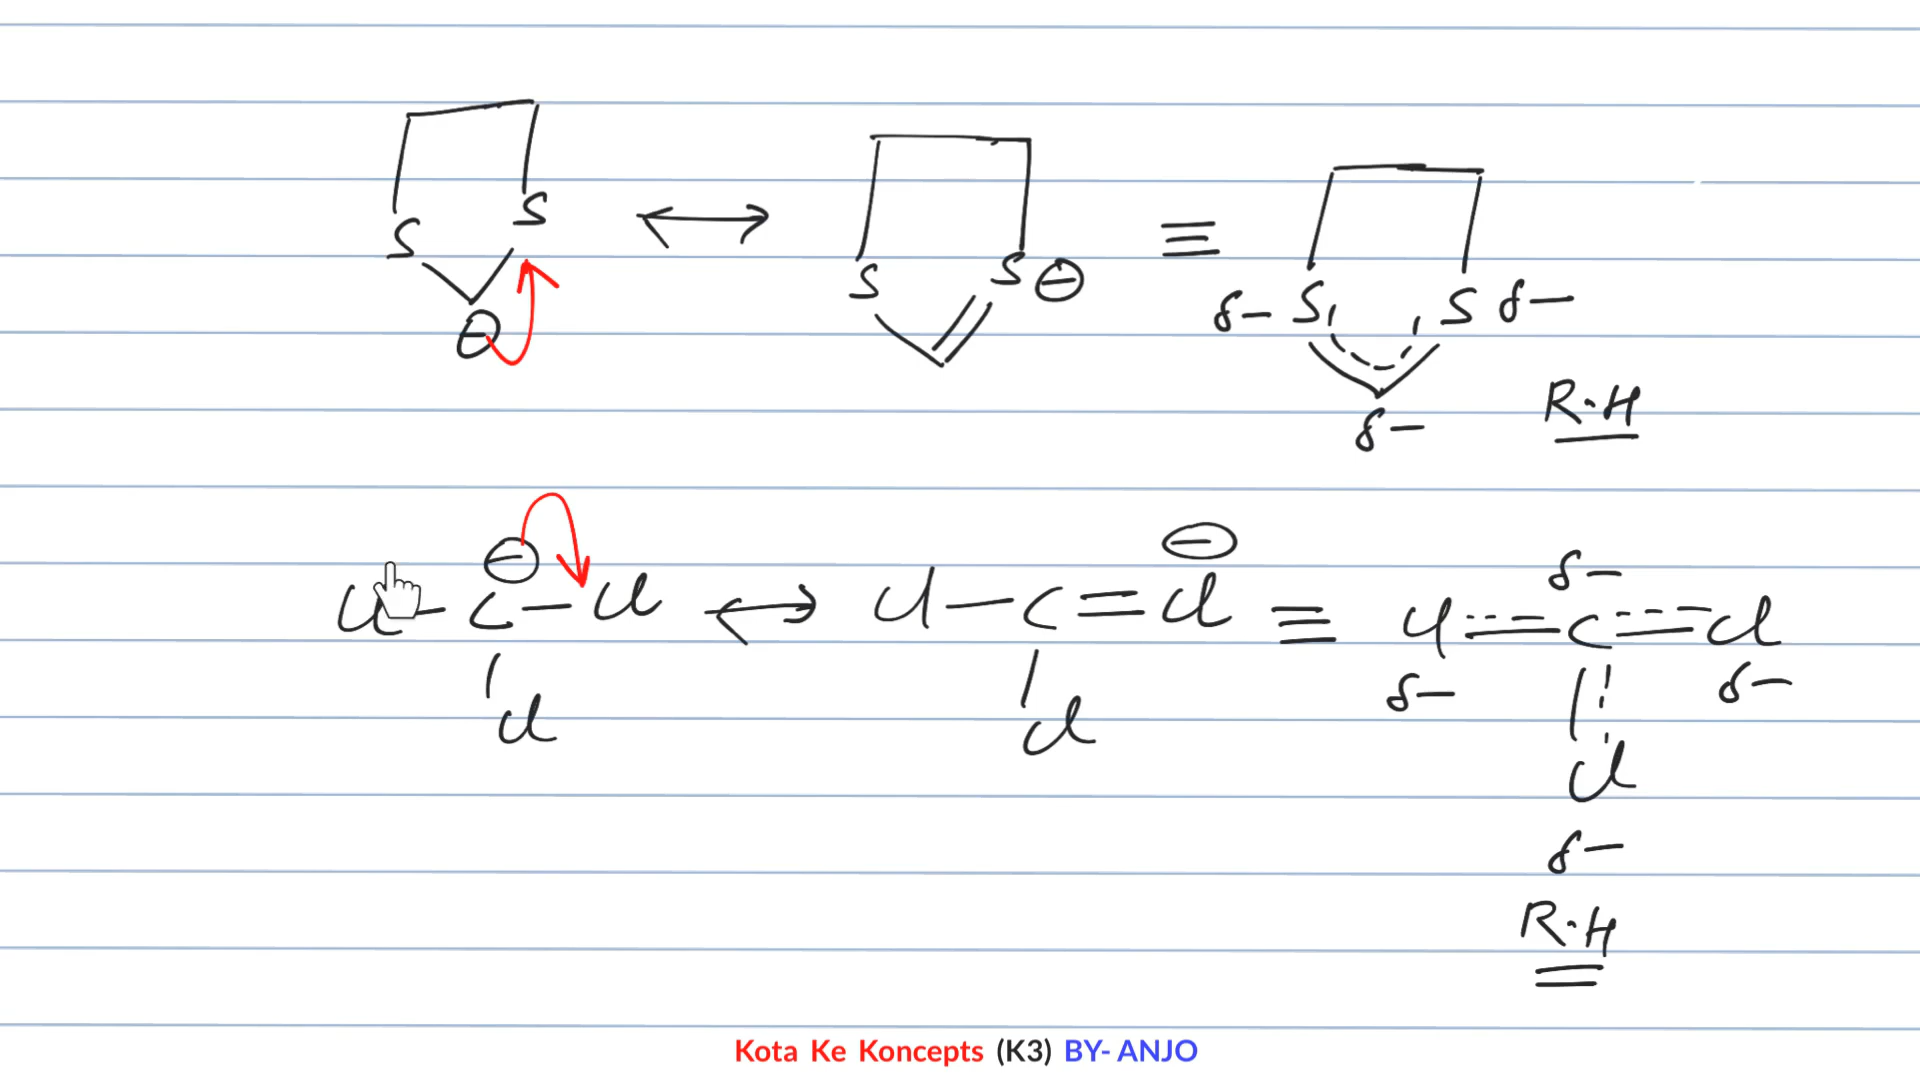 S S ⊖ ↔ S S ⊖ ≡ δ− S S δ−
δ−
R·H
⊖ ⊖ δ−
Cl−C−Cl ↔ Cl−C=Cl ≡ Cl C Cl
Cl Cl δ− δ−
Cl
δ−
R·H
Kota Ke Koncepts (K3) BY- ANJO